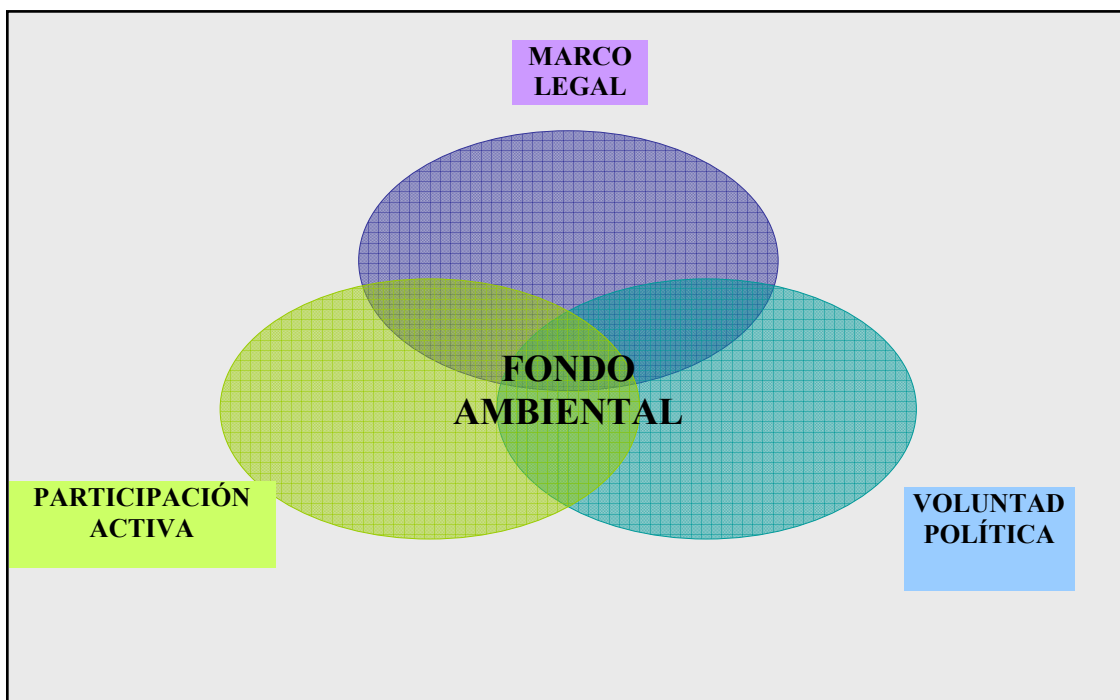 MARCO
LEGAL
FONDO
AMBIENTAL
PARTICIPACIÓN
ACTIVA
VOLUNTAD
POLÍTICA